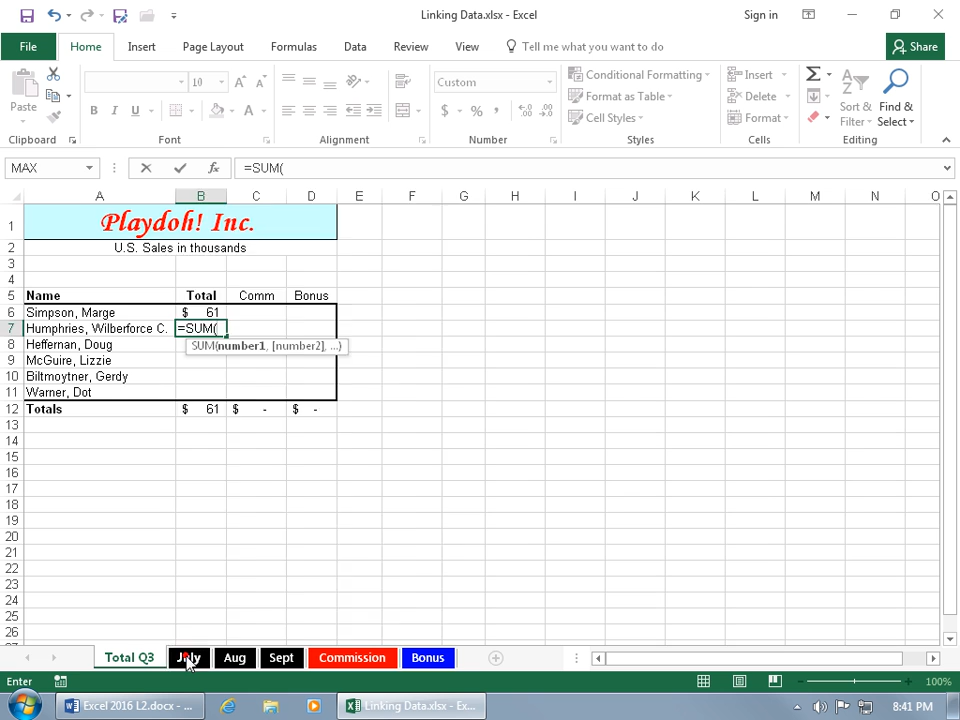 Linking Data.xlsx - Excel
Sign in
File Home Insert Page Layout Formulas Data Review View Tell me what you want to do Share
Paste
10
Custom
Conditional Formatting
Format as Table
Cell Styles
Insert
Delete
Format
Sort & Filter
Find & Select
Clipboard Font Alignment Number Styles Cells Editing
MAX =SUM(
A B C D E F G H I J K L M N O
1 Playdoh! Inc.
2 U.S. Sales in thousands
3
4
5 Name Total Comm Bonus
6 Simpson, Marge $ 61
7 Humphries, Wilberforce C. =SUM(
SUM(number1, [number2], ...)
8 Heffernan, Doug
9 McGuire, Lizzie
10 Biltmoytner, Gerdy
11 Warner, Dot
12 Totals $ 61 $ - $ -
13
14
15
16
17
18
19
20
21
22
23
24
25
26
Total Q3 July Aug Sept Commission Bonus
Enter 100%
Excel 2016 L2.docx - ... Linking Data.xlsx - Ex... 8:41 PM